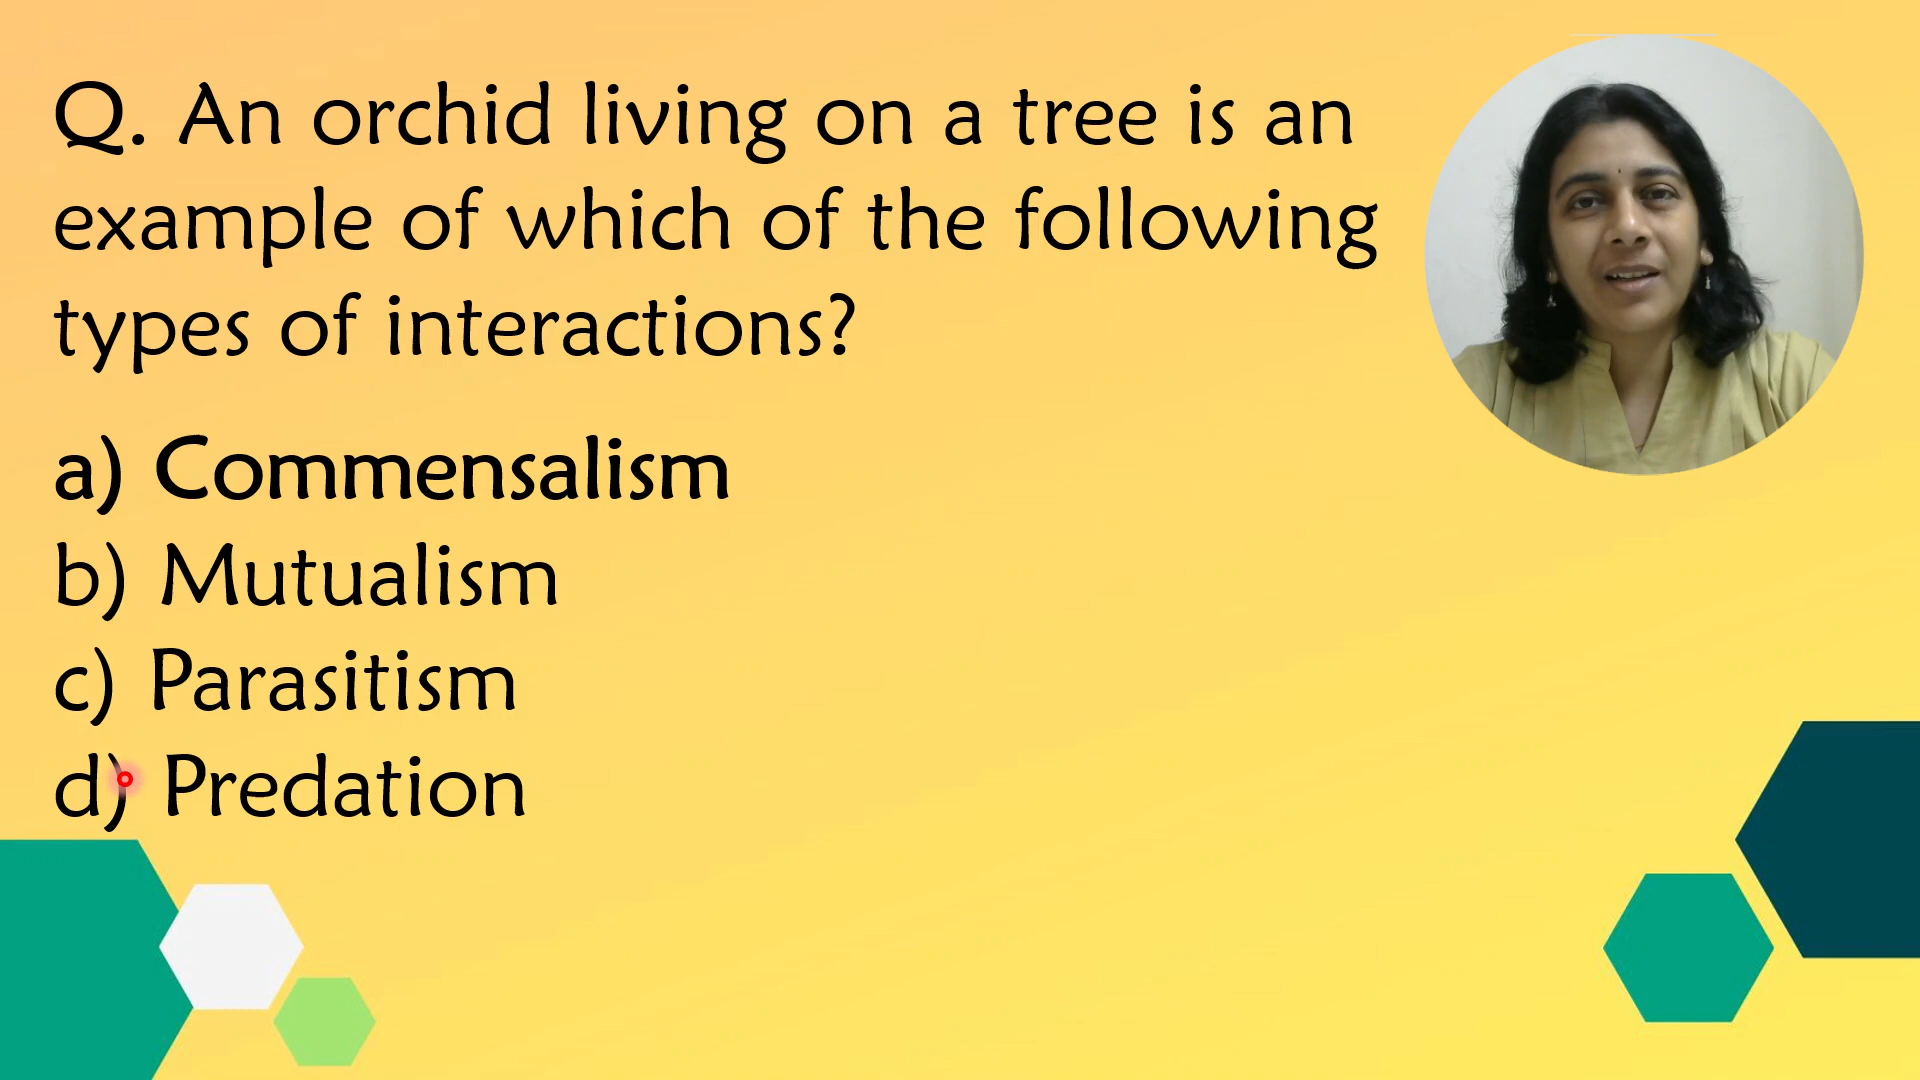 Q. An orchid living on a tree is an
example of which of the following
types of interactions?
a) Commensalism
b) Mutualism
c) Parasitism
d) Predation